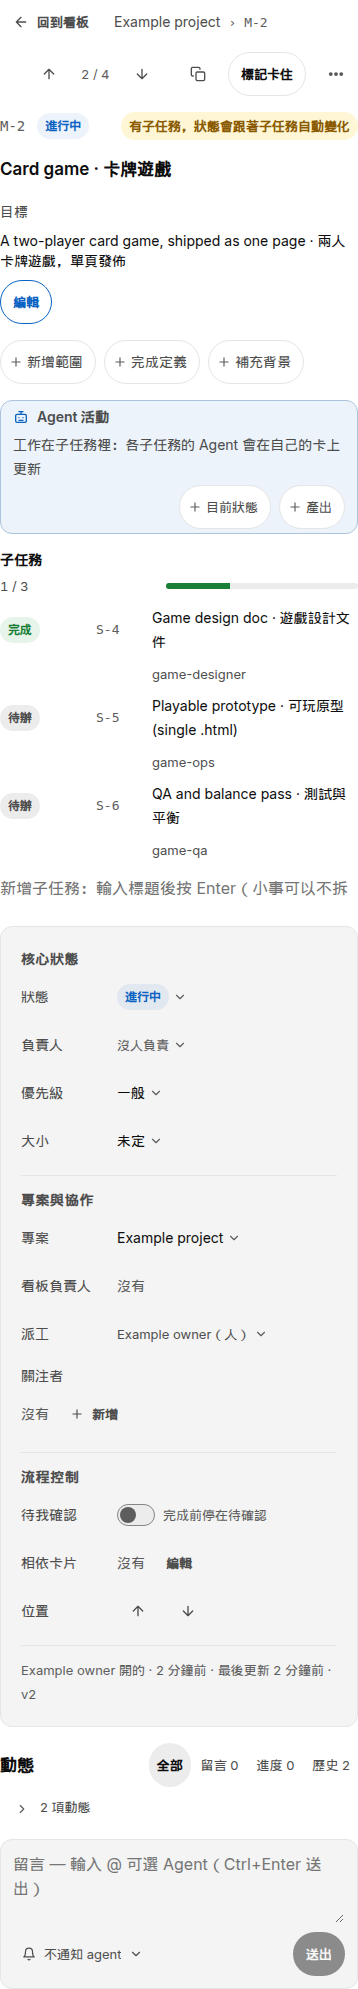 回到看板 Example project › M-2
2 / 4 標記卡住
M-2 進行中 有子任務，狀態會跟著子任務自動變化
Card game · 卡牌遊戲
目標
A two-player card game, shipped as one page · 兩人
卡牌遊戲，單頁發佈
編輯
新增範圍 完成定義 補充背景
Agent 活動
工作在子任務裡：各子任務的 Agent 會在自己的卡上
更新
目前狀態 產出
子任務
1 / 3
完成 S-4 Game design doc · 遊戲設計文
件
game-designer
待辦 S-5 Playable prototype · 可玩原型
(single .html)
game-ops
待辦 S-6 QA and balance pass · 測試與
平衡
game-qa
新增子任務：輸入標題後按 Enter（小事可以不拆
核心狀態
狀態 進行中
負責人 沒人負責
優先級 一般
大小 未定
專案與協作
專案 Example project
看板負責人 沒有
派工 Example owner（人）
關注者
沒有 新增
流程控制
待我確認 完成前停在待確認
相依卡片 沒有 編輯
位置
Example owner 開的 · 2 分鐘前 · 最後更新 2 分鐘前 ·
v2
動態 全部 留言 0 進度 0 歷史 2
2 項動態
留言 — 輸入 @ 可選 Agent（Ctrl+Enter 送
出）
不通知 agent 送出